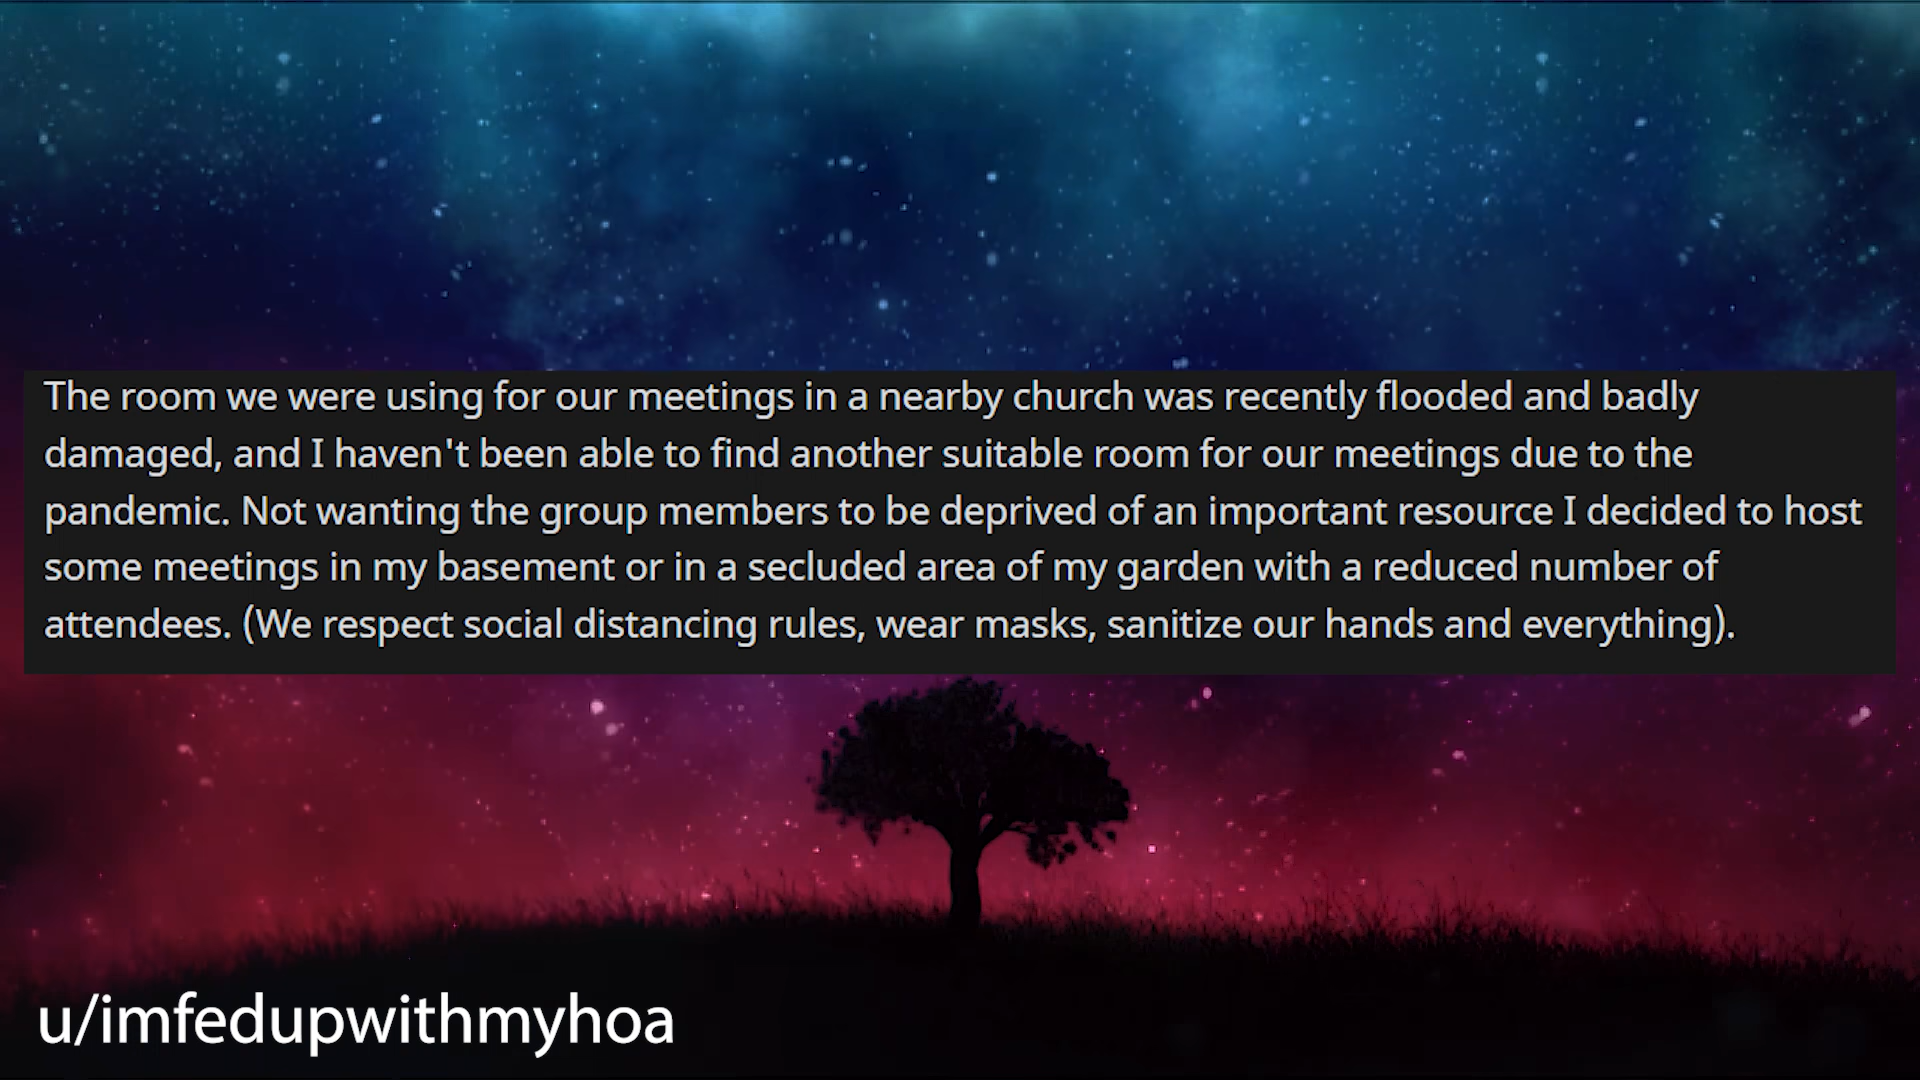 The room we were using for our meetings in a nearby church was recently flooded and badly
damaged, and I haven't been able to find another suitable room for our meetings due to the
pandemic. Not wanting the group members to be deprived of an important resource I decided to host
some meetings in my basement or in a secluded area of my garden with a reduced number of
attendees. (We respect social distancing rules, wear masks, sanitize our hands and everything).
u/imfedupwithmyhoa